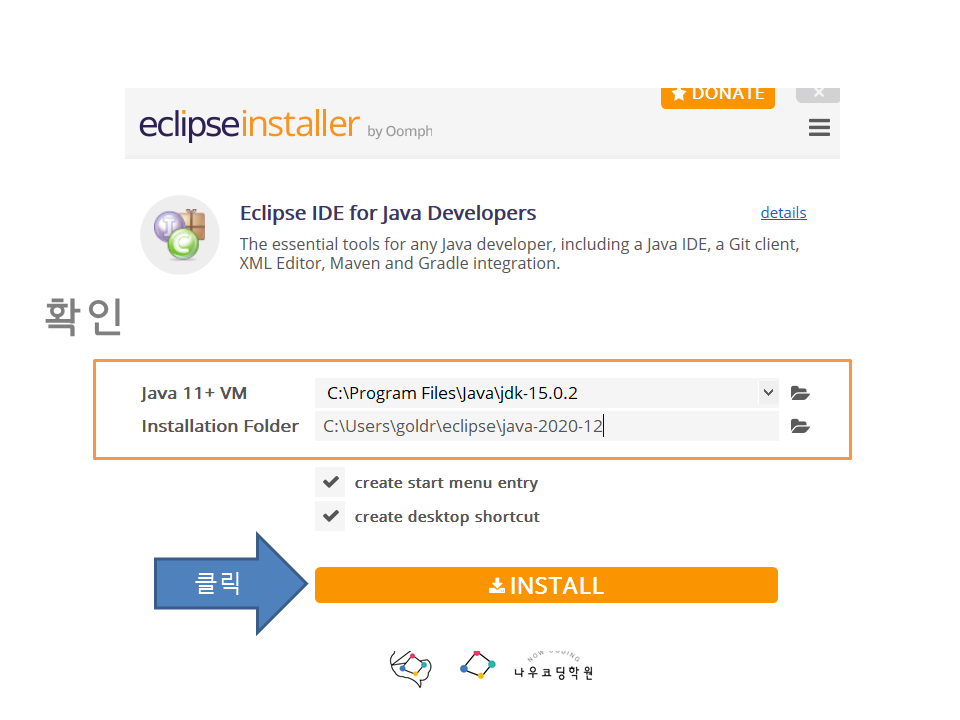 DONATE
eclipseinstaller by Oomph
Eclipse IDE for Java Developers
details
The essential tools for any Java developer, including a Java IDE, a Git client,
XML Editor, Maven and Gradle integration.
확인
Java 11+ VM
C:\Program Files\Java\jdk-15.0.2
Installation Folder
C:\Users\goldr\eclipse\java-2020-12
create start menu entry
create desktop shortcut
클릭
INSTALL
NOW CODING
나우코딩학원